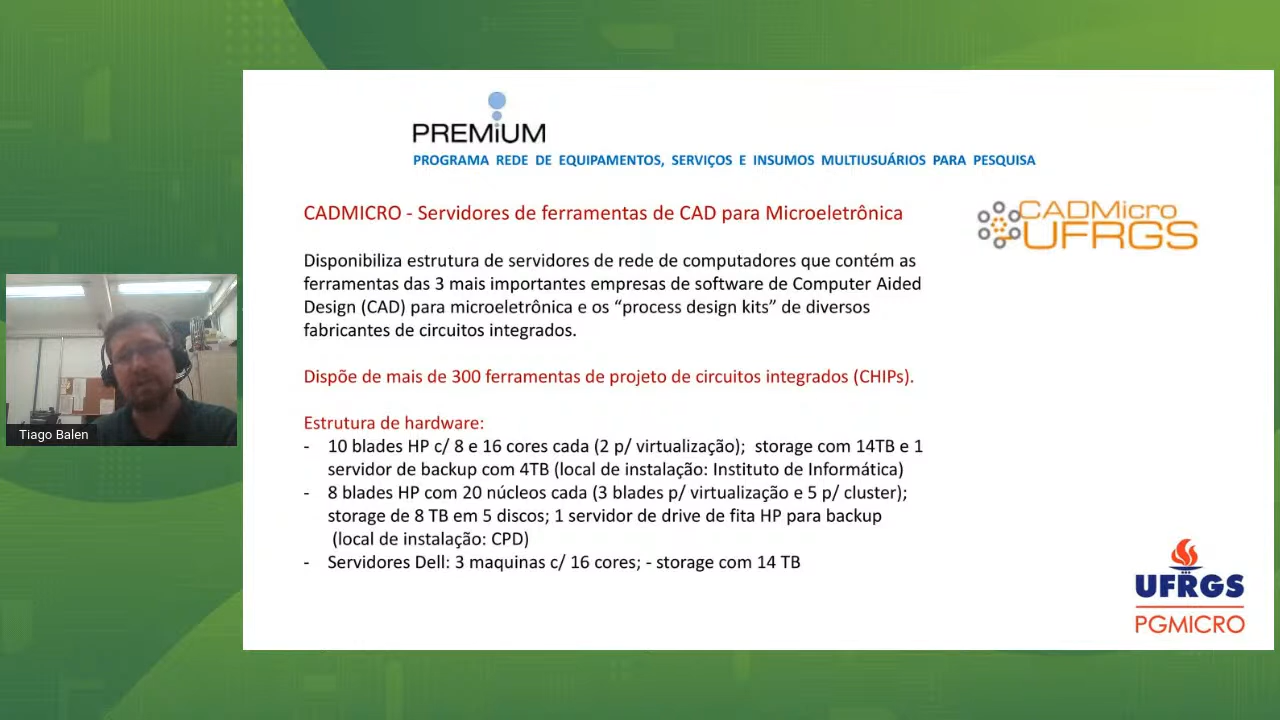 PREMiUM
PROGRAMA REDE DE EQUIPAMENTOS, SERVIÇOS E INSUMOS MULTIUSUÁRIOS PARA PESQUISA
CADMICRO - Servidores de ferramentas de CAD para Microeletrônica
CADMicro
UFRGS
Disponibiliza estrutura de servidores de rede de computadores que contém as
ferramentas das 3 mais importantes empresas de software de Computer Aided
Design (CAD) para microeletrônica e os “process design kits” de diversos
fabricantes de circuitos integrados.
Dispõe de mais de 300 ferramentas de projeto de circuitos integrados (CHIPs).
Estrutura de hardware:
- 10 blades HP c/ 8 e 16 cores cada (2 p/ virtualização); storage com 14TB e 1
servidor de backup com 4TB (local de instalação: Instituto de Informática)
- 8 blades HP com 20 núcleos cada (3 blades p/ virtualização e 5 p/ cluster);
storage de 8 TB em 5 discos; 1 servidor de drive de fita HP para backup
(local de instalação: CPD)
- Servidores Dell: 3 maquinas c/ 16 cores; - storage com 14 TB
Tiago Balen
UFRGS
PGMICRO